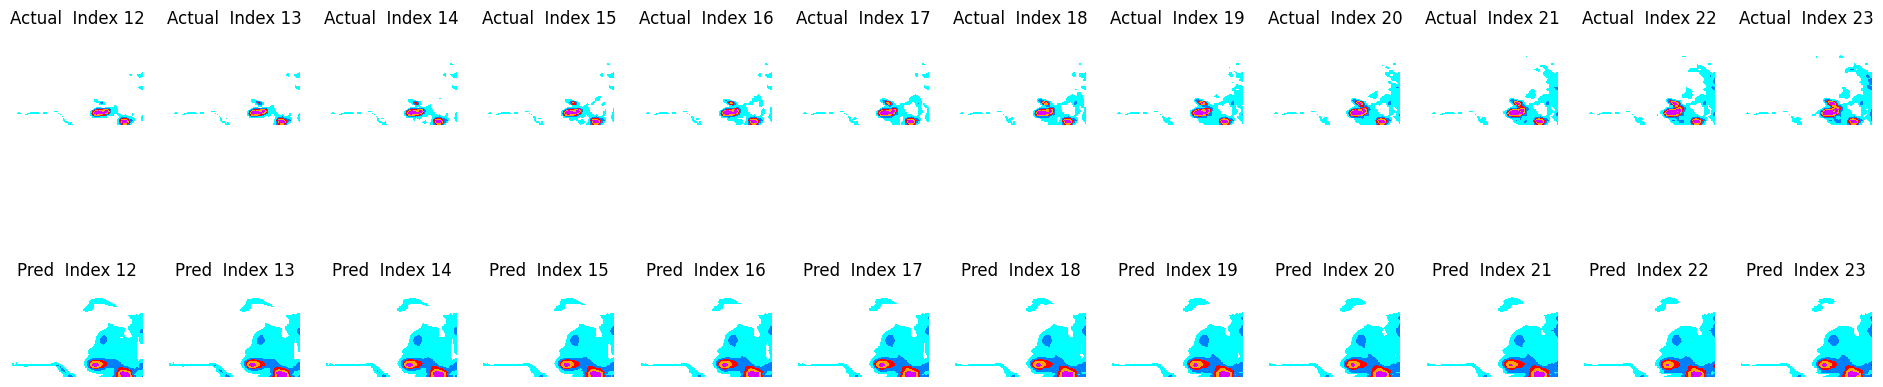 Actual  Index 12 Actual  Index 13 Actual  Index 14 Actual  Index 15 Actual  Index 16 Actual  Index 17 Actual  Index 18 Actual  Index 19 Actual  Index 20 Actual  Index 21 Actual  Index 22 Actual  Index 23
Pred  Index 12 Pred  Index 13 Pred  Index 14 Pred  Index 15 Pred  Index 16 Pred  Index 17 Pred  Index 18 Pred  Index 19 Pred  Index 20 Pred  Index 21 Pred  Index 22 Pred  Index 23